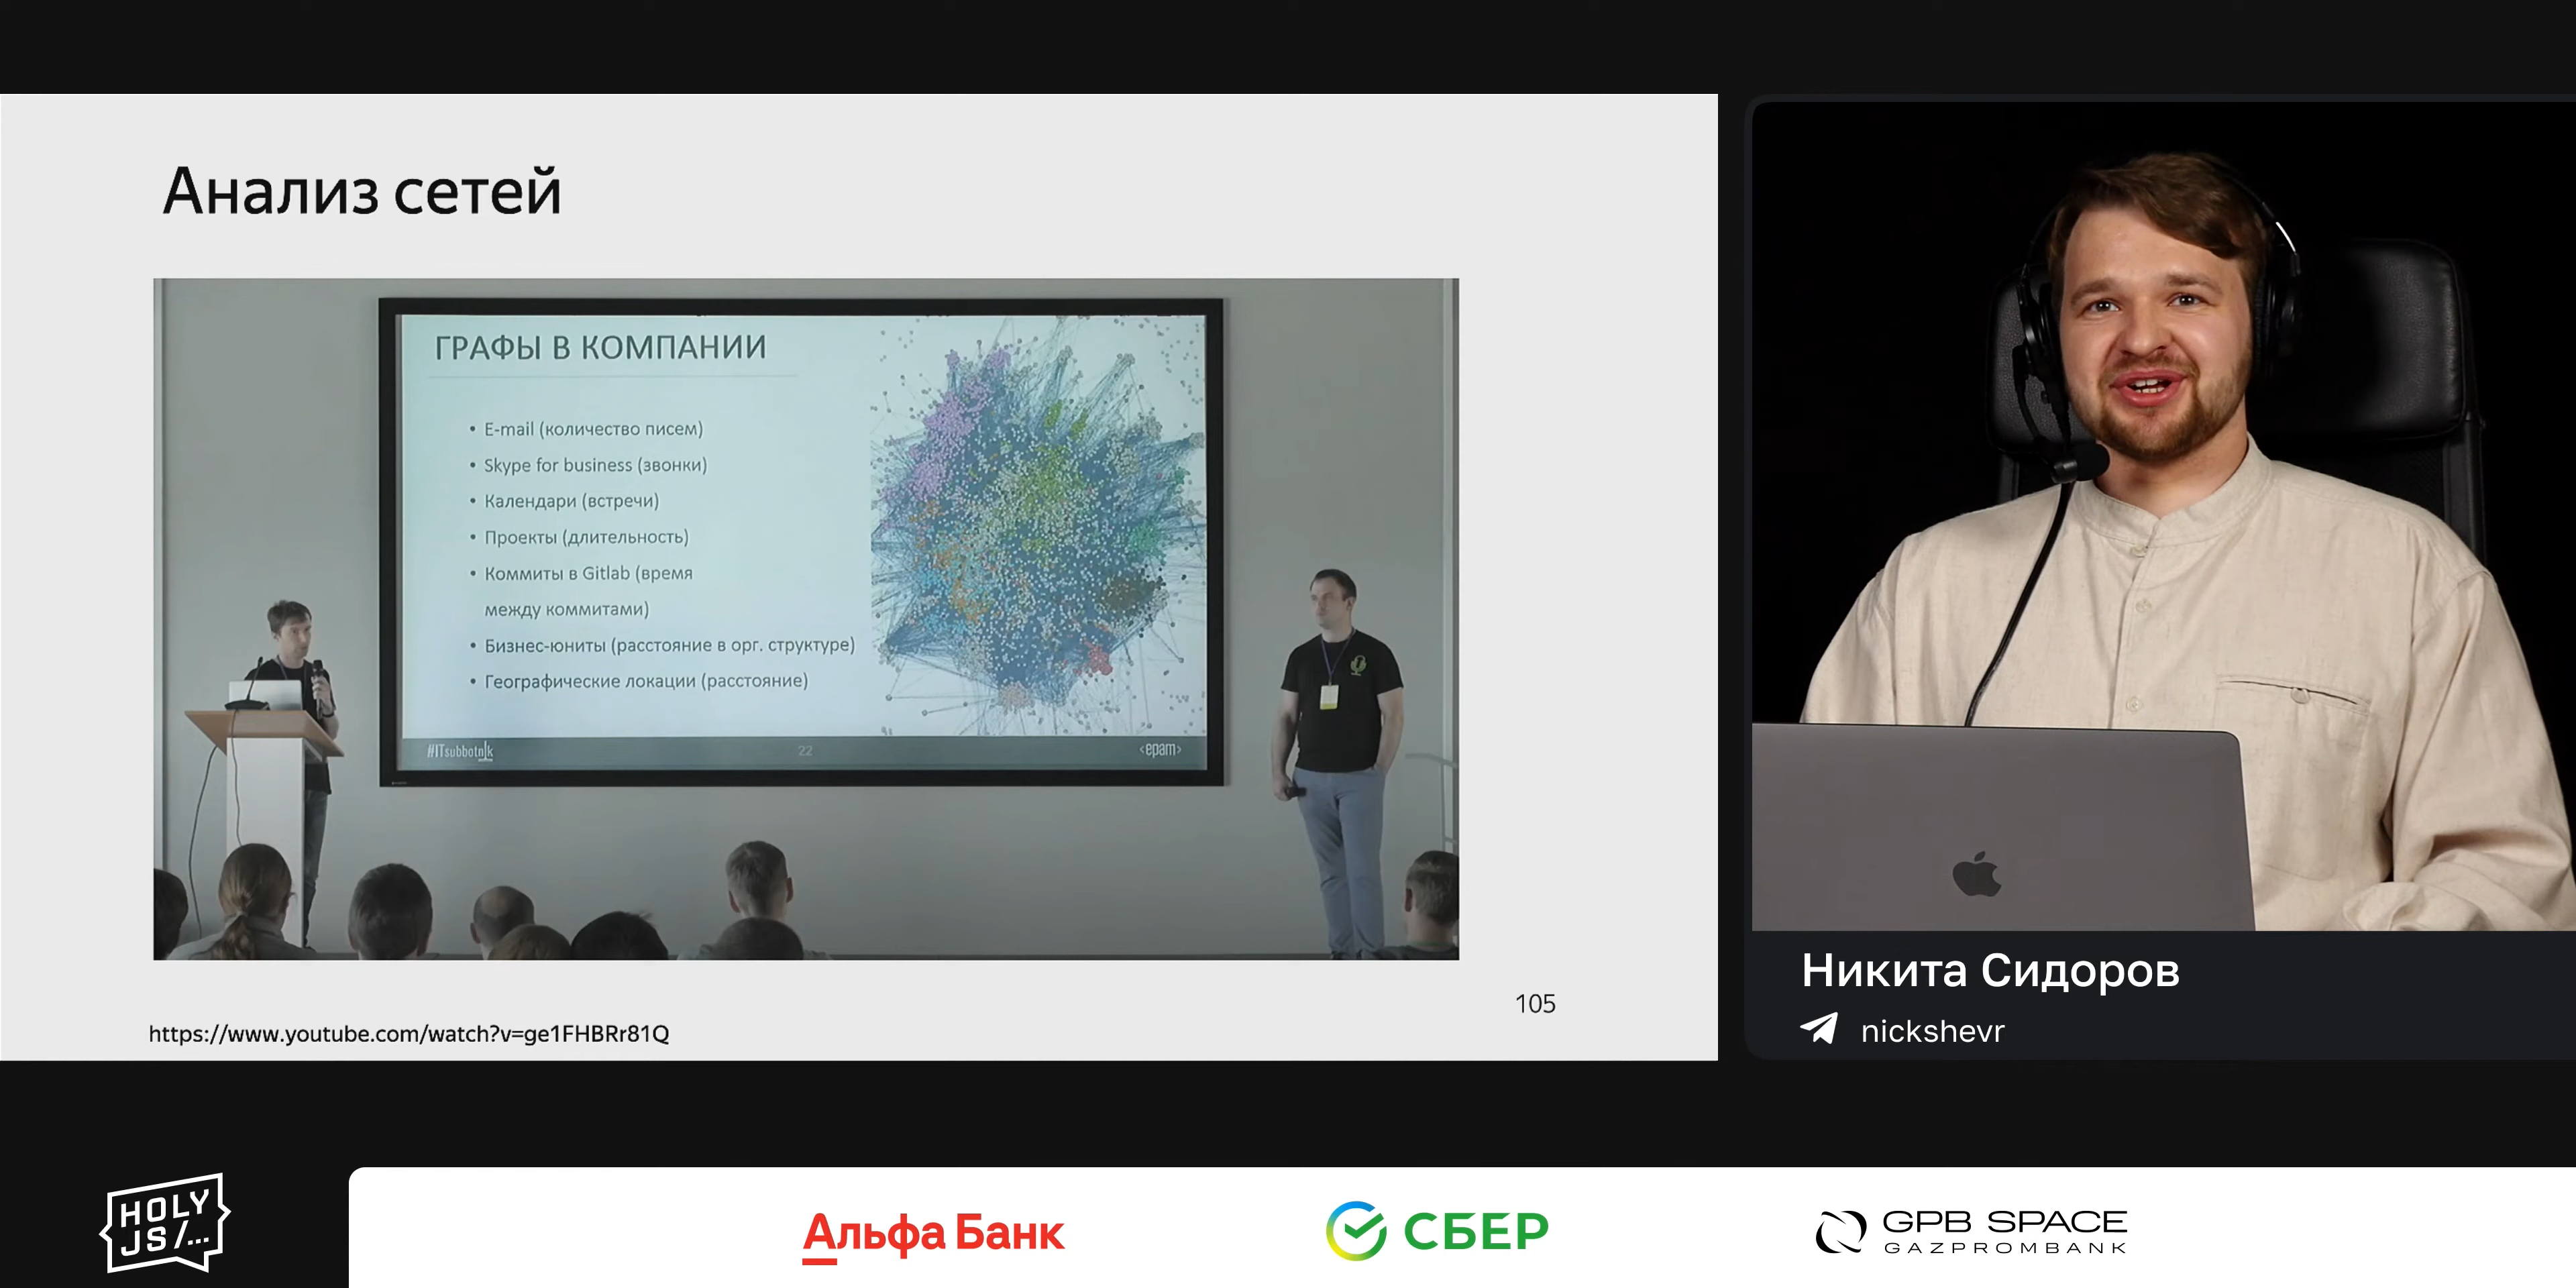 Анализ сетей
ГРАФЫ В КОМПАНИИ
• E-mail (количество писем)
• Skype for business (звонки)
• Календари (встречи)
• Проекты (длительность)
• Коммиты в Gitlab (время
между коммитами)
• Бизнес-юниты (расстояние в орг. структуре)
• Географические локации (расстояние)
#ITsubbotnik
22
<epam>
105
https://www.youtube.com/watch?v=ge1FHBRr81Q
Никита Сидоров
nickshevr
HOLY
JS/...
Альфа Банк
СБЕР
GPB SPACE
GAZPROMBANK